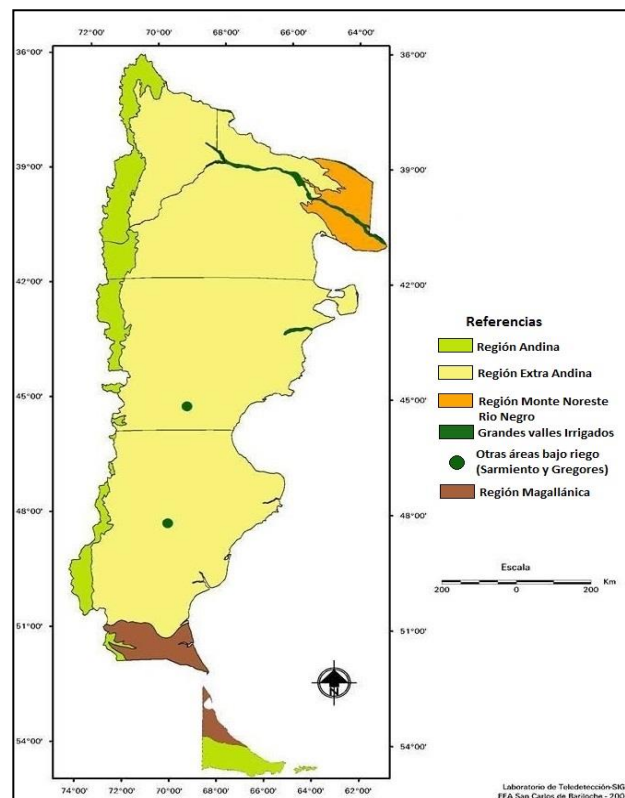 72°00' 70°00' 68°00' 66°00' 64°00'
36°00' 36°00'
39°00' 39°00'
42°00' 42°00'
Referencias
Región Andina
Región Extra Andina
45°00' 45°00'
Región Monte Noreste
Rio Negro
Grandes valles Irrigados
Otras áreas bajo riego
(Sarmiento y Gregores)
Región Magallánica
48°00' 48°00'
Escala
200 0 200 Km
51°00' 51°00'
N
54°00' 54°00'
74°00' 72°00' 70°00' 68°00' 66°00' 64°00'
Laboratorio de Teledetección-SIG
EEA San Carlos de Bariloche - 200